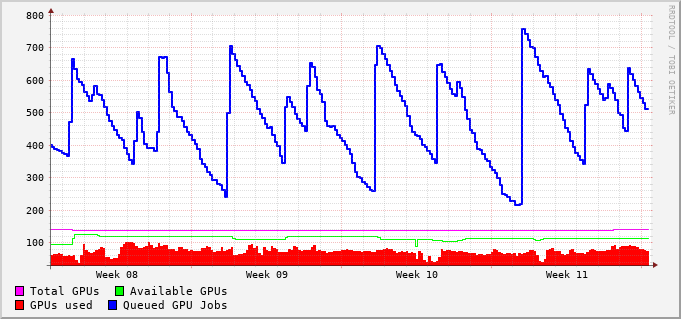 800
700
600
500
400
300
200
100
Week 08 Week 09 Week 10 Week 11
Total GPUs Available GPUs
GPUs used Queued GPU Jobs
RRDTOOL / TOBI OETIKER